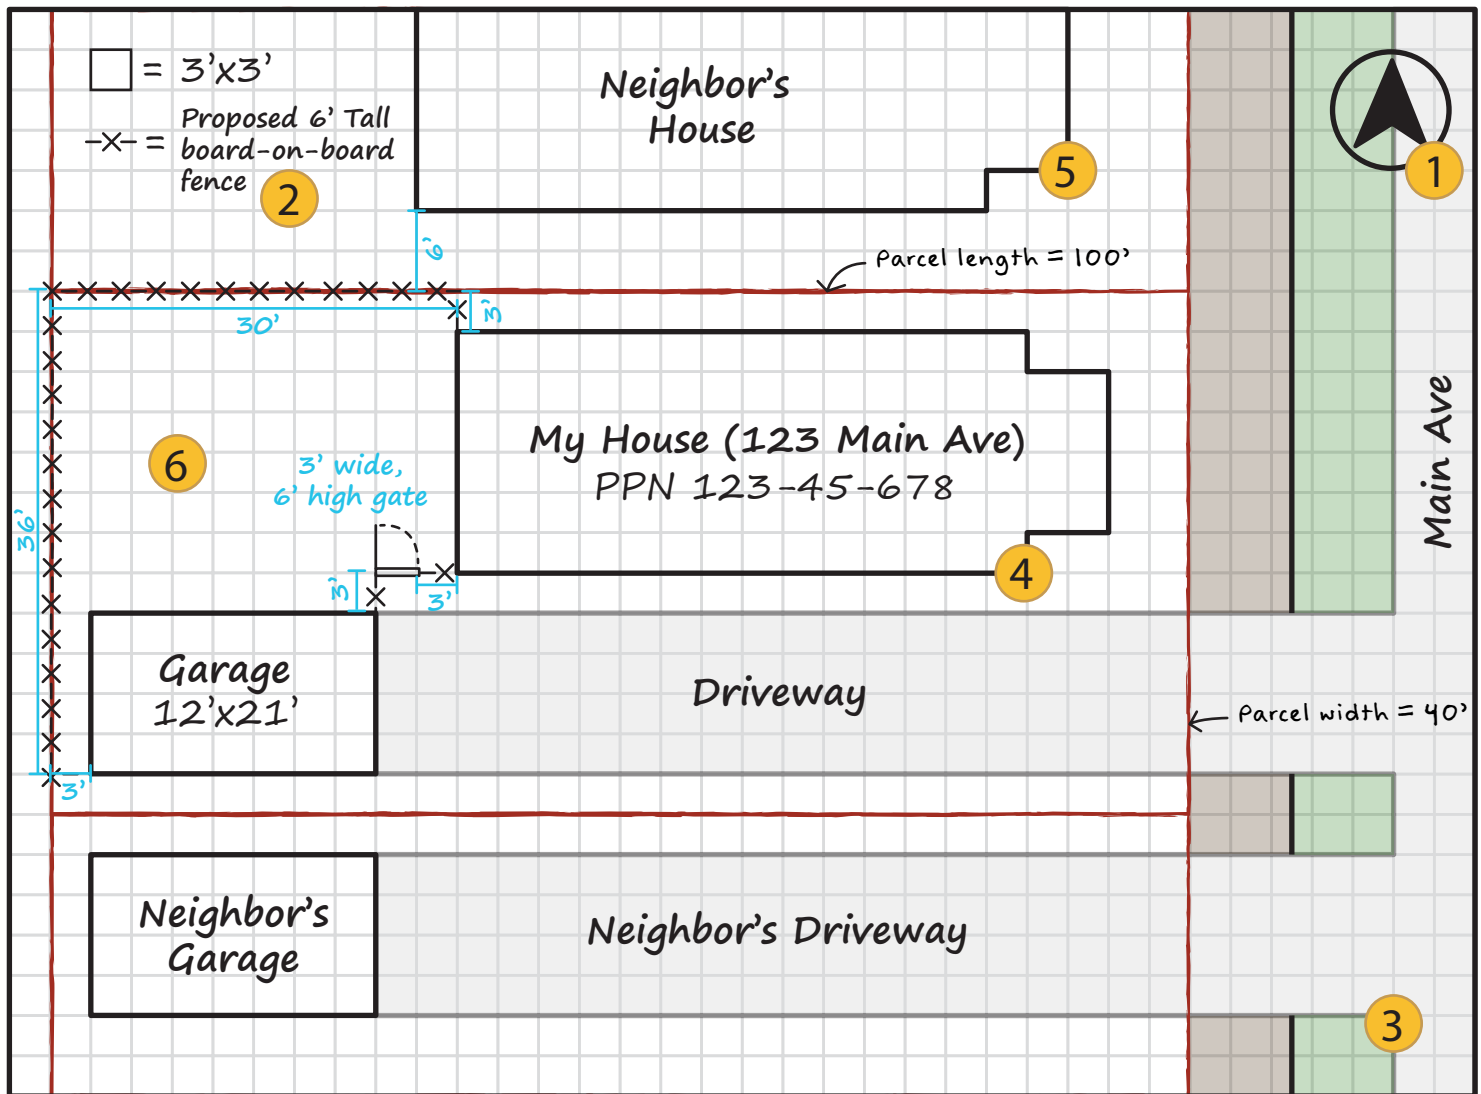 = 3'x3'
= Proposed 6' Tall
board-on-board
fence
2
Neighbor's
House
5
1
6'
Parcel length = 100'
30'
3'
My House (123 Main Ave)
PPN 123-45-678
Main Ave
6
3' wide,
6' high gate
36'
3'
3'
4
Garage
12'x21'
Driveway
Parcel width = 40'
3'
Neighbor's
Garage
Neighbor's Driveway
3